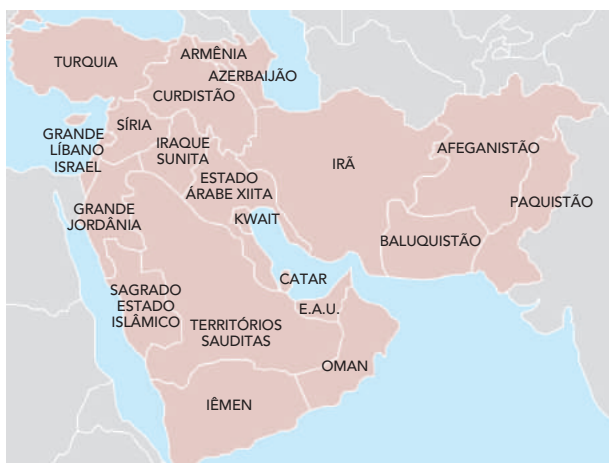 TURQUIA
ARMÊNIA
AZERBAIJÃO
CURDISTÃO
SÍRIA
GRANDE
LÍBANO
ISRAEL
IRAQUE
SUNITA
IRÃ
AFEGANISTÃO
ESTADO
ÁRABE XIITA
PAQUISTÃO
GRANDE
JORDÂNIA
KWAIT
BALUQUISTÃO
CATAR
SAGRADO
ESTADO
ISLÂMICO
E.A.U.
TERRITÓRIOS
SAUDITAS
OMAN
IÊMEN